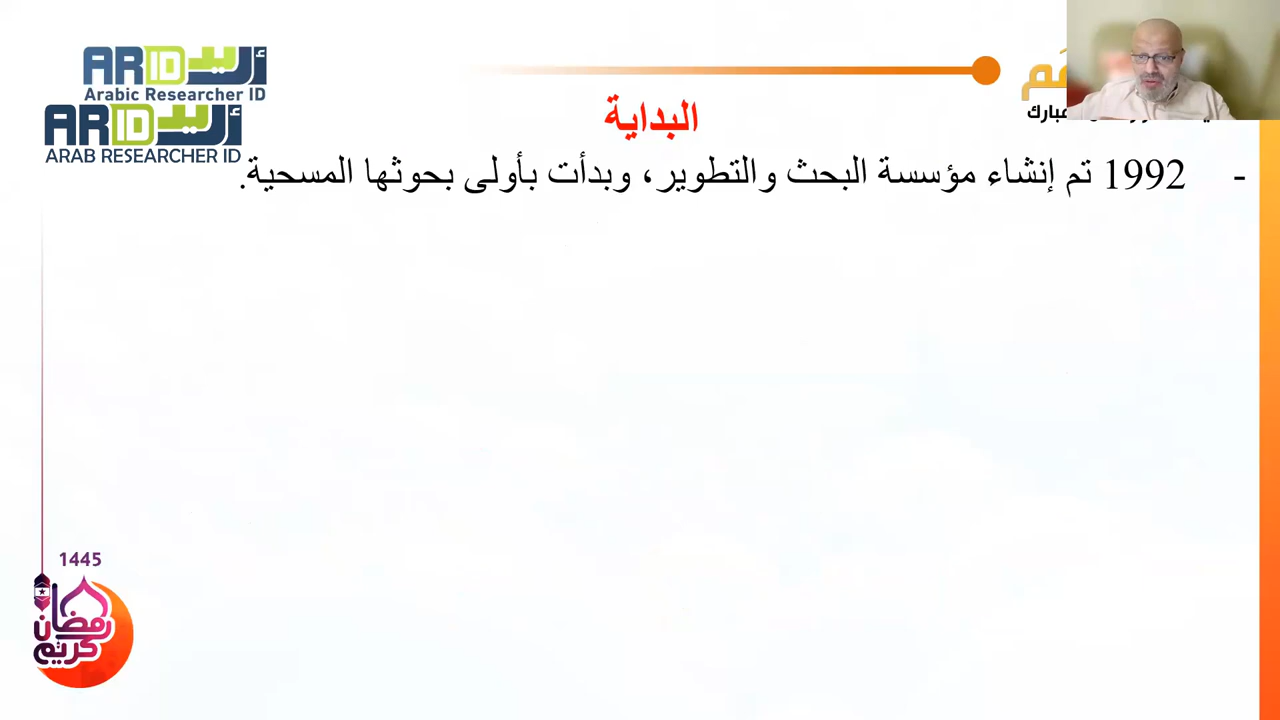 ARID أريد
Arabic Researcher ID
ARID أريد
ARAB RESEARCHER ID
البداية
- 1992 تم إنشاء مؤسسة البحث والتطوير، وبدأت بأولى بحوثها المسحية.
1445
رمضان
كريم